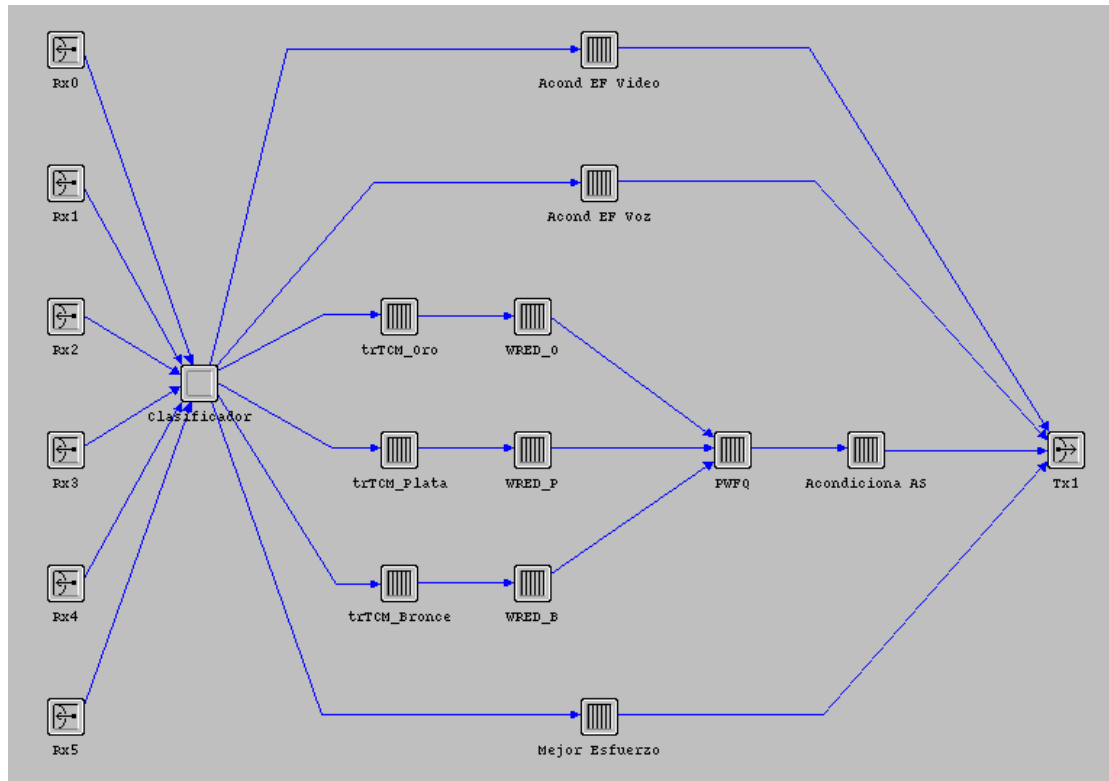 Rx0
Acond EF Video
Rx1
Acond EF Voz
Rx2
trTCM_Oro
WRED_O
Clasificador
Rx3
trTCM_Plata
WRED_P
PWFQ
Acondiciona AS
Tx1
Rx4
trTCM_Bronce
WRED_B
Rx5
Mejor Esfuerzo